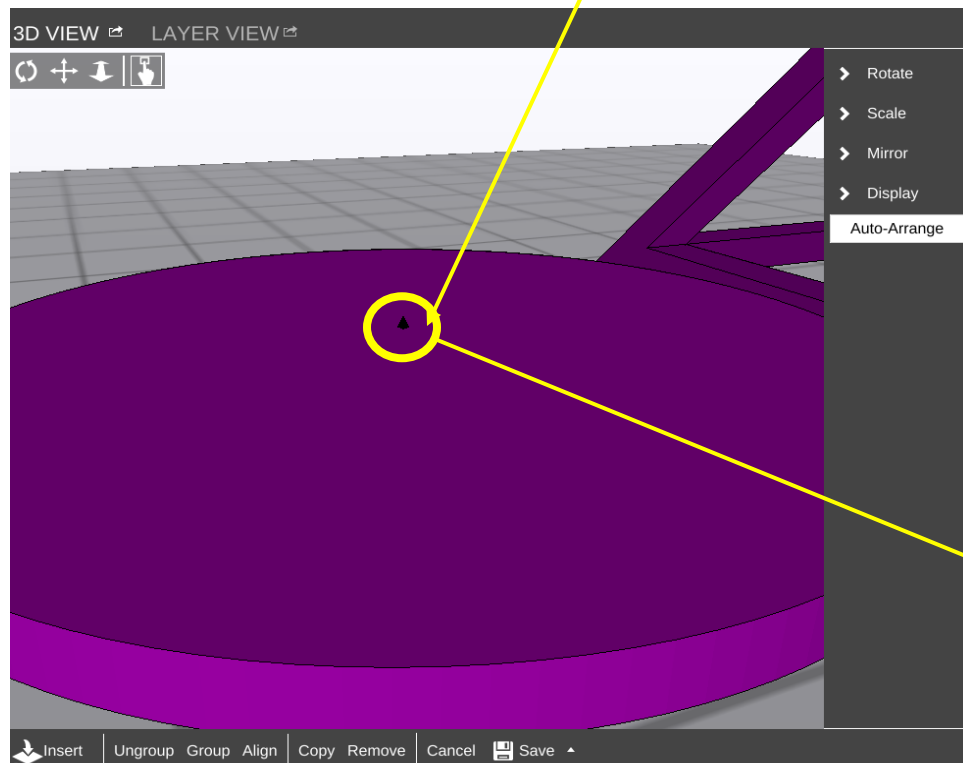 3D VIEW LAYER VIEW
Rotate
Scale
Mirror
Display
Auto-Arrange
Insert Ungroup Group Align Copy Remove Cancel Save